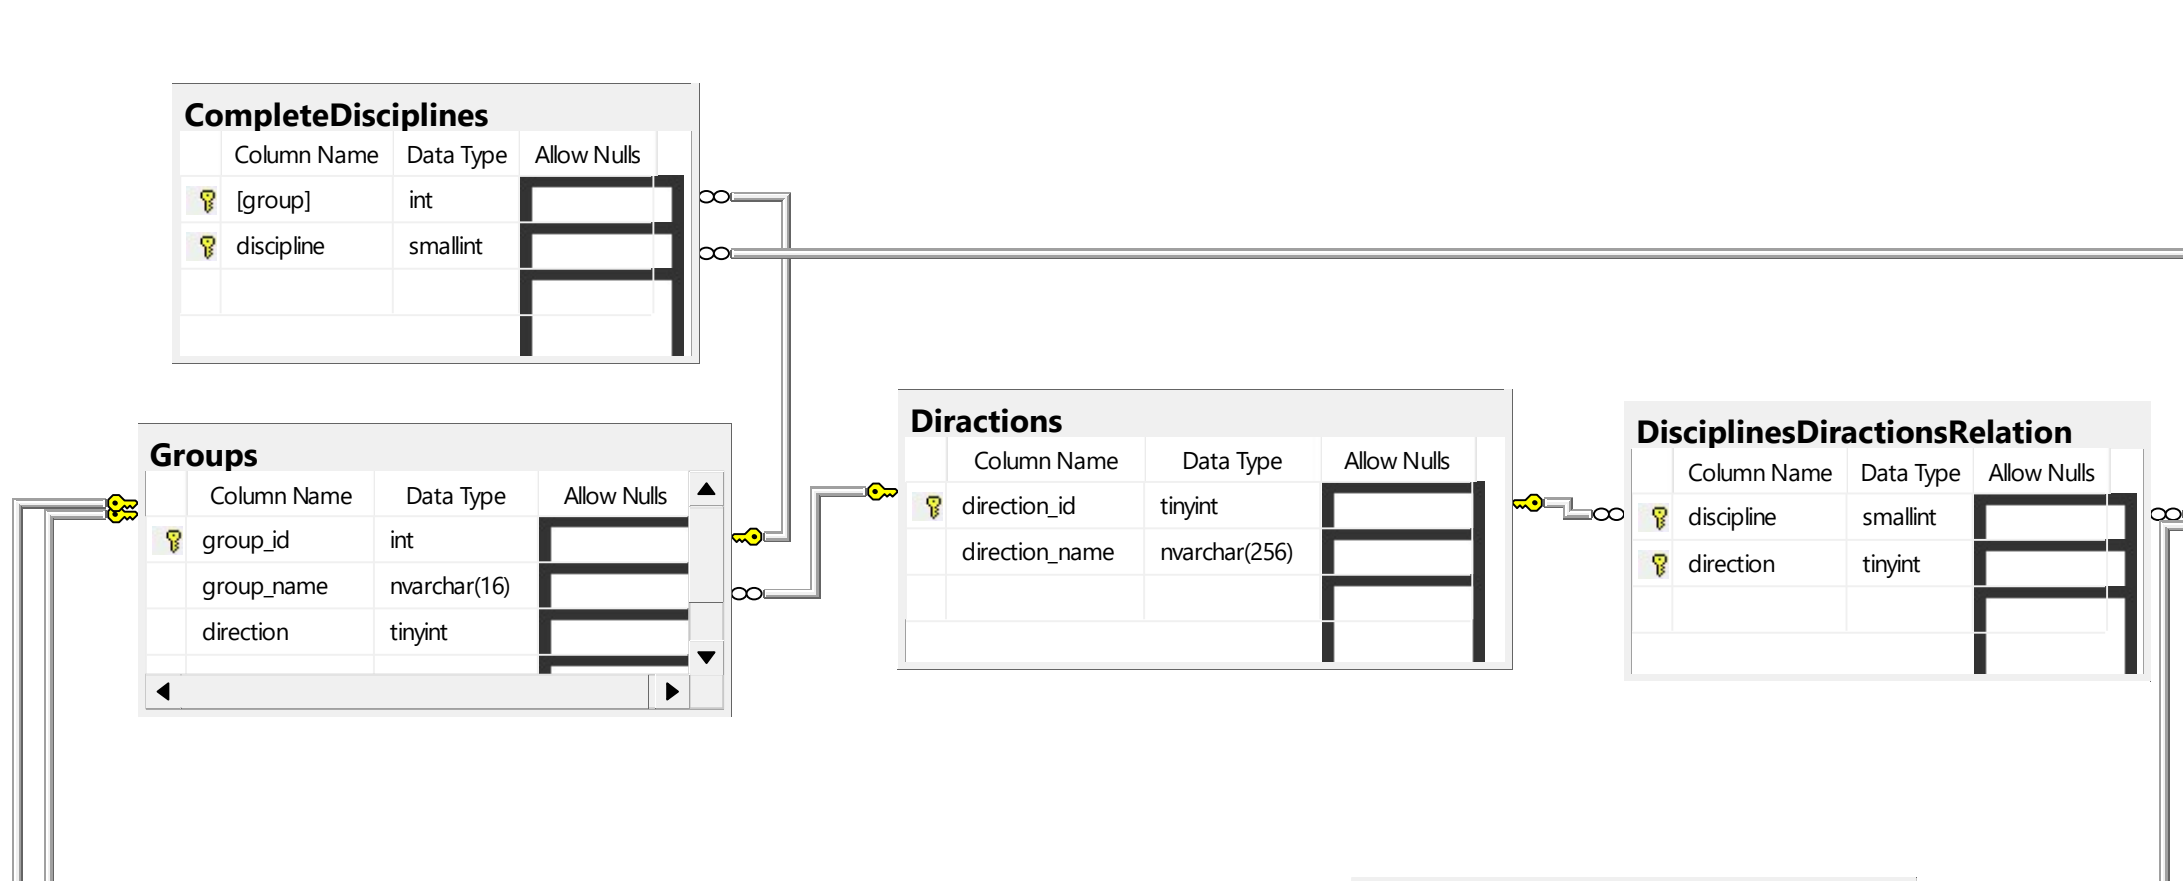 CompleteDisciplines
Column Name Data Type Allow Nulls
[group] int
discipline smallint
Groups
Column Name Data Type Allow Nulls
group_id int
group_name nvarchar(16)
direction tinyint
Diractions
Column Name Data Type Allow Nulls
direction_id tinyint
direction_name nvarchar(256)
DisciplinesDiractionsRelation
Column Name Data Type Allow Nulls
discipline smallint
direction tinyint